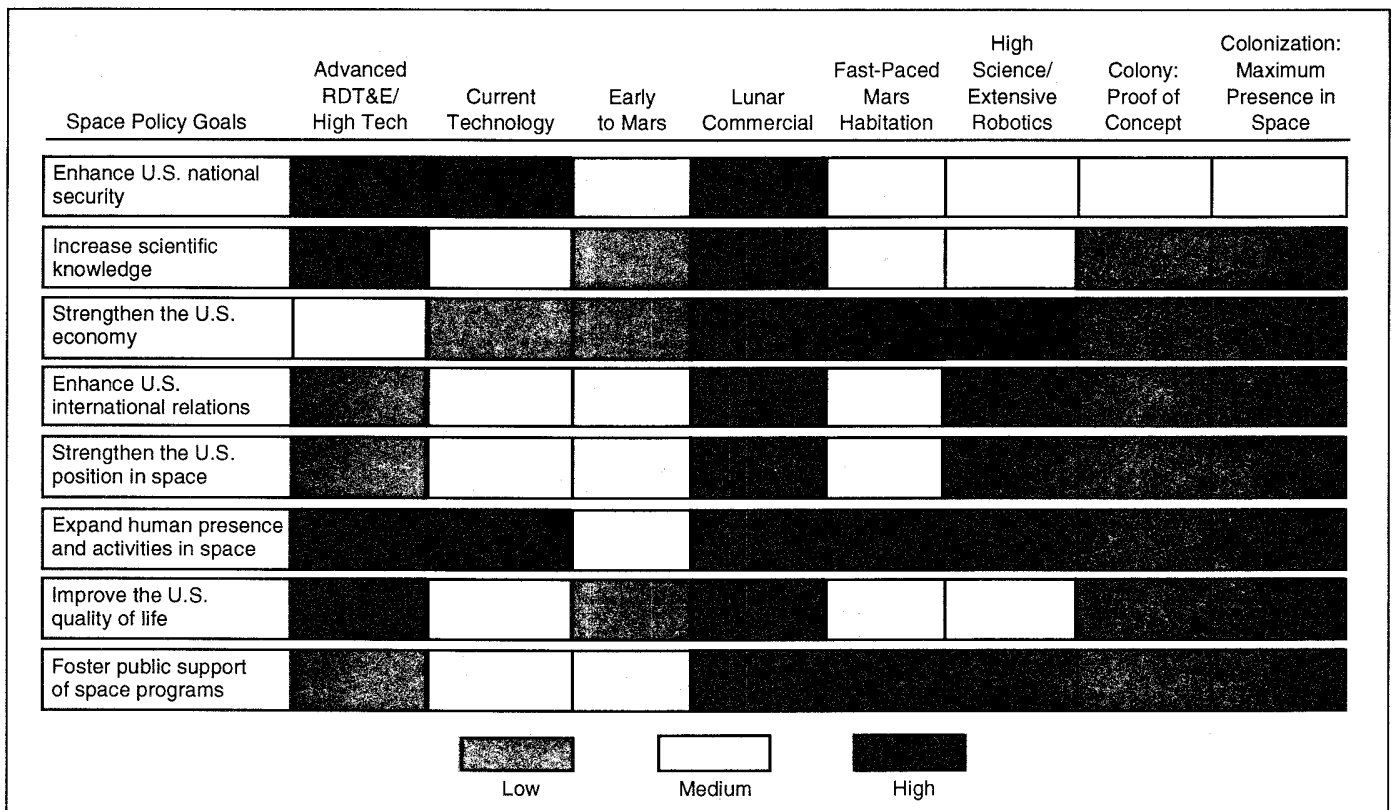 High
Colonization:
Advanced
Fast-Paced
Science/
Colony:
Maximum
RDT&E/
Current
Early
Lunar
Mars
Extensive
Proof of
Presence in
Space Policy Goals
High Tech
Technology
to Mars
Commercial
Habitation
Robotics
Concept
Space
Enhance U.S. national
security
Increase scientific
knowledge
Strengthen the U.S.
economy
Enhance U.S.
international relations
Strengthen the U.S.
position in space
Expand human presence
and activities in space
Improve the U.S.
quality of life
Foster public support
of space programs
Low
Medium
High